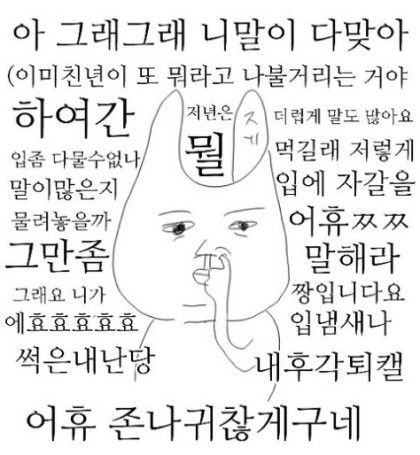 아 그래그래 니말이 다맞아
(이미친년이 또 뭐라고 나불거리는 거야
하여간
저년은
뭘
쟈게
더럽게 말도 많아요
먹길래 저렇게
입좀 다물수없나
말이많은지
입에 자갈을
물려놓을까
어휴ㅉㅉ
그만좀
말해라
그래요 니가
짱입니다요
에효효효효효
입냄새나
썩은내난당
내후각퇴캘
어휴 존나귀찮게구네